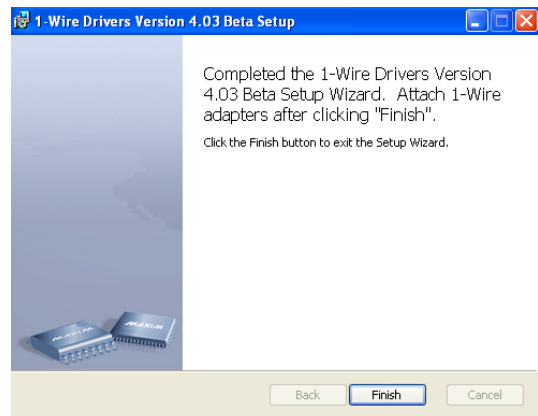 1-Wire Drivers Version 4.03 Beta Setup
Completed the 1-Wire Drivers Version
4.03 Beta Setup Wizard.  Attach 1-Wire
adapters after clicking "Finish".
Click the Finish button to exit the Setup Wizard.
MAXIM
MAXIM
Back
Finish
Cancel